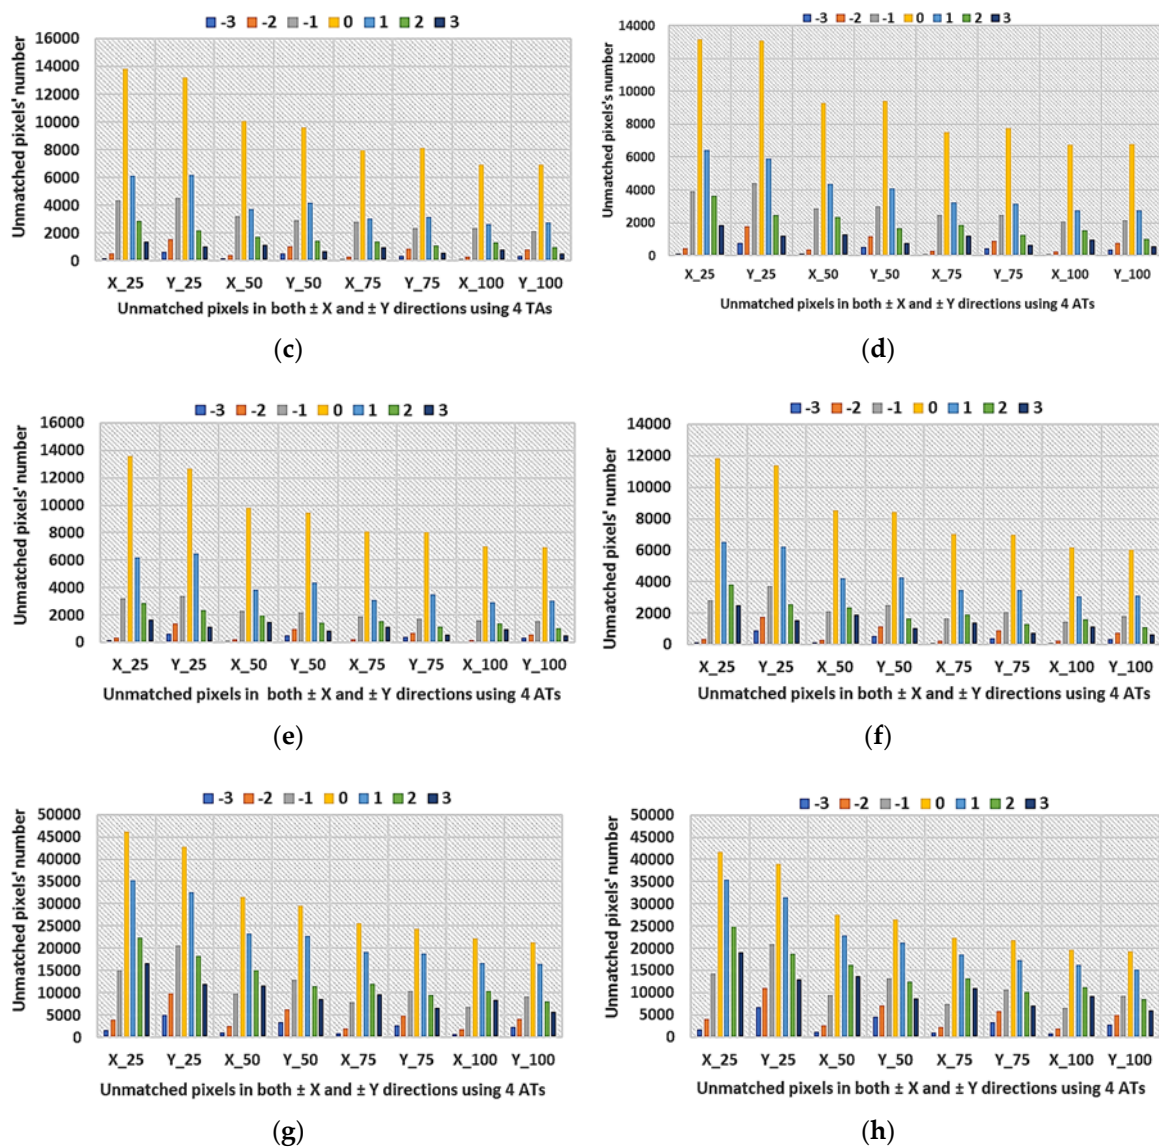 -3 -2 -1 0 1 2 3
16000
14000
12000
10000
8000
6000
4000
2000
0
Unmatched pixels' number
X_25 Y_25 X_50 Y_50 X_75 Y_75 X_100 Y_100
Unmatched pixels in both ± X and ± Y directions using 4 TAs
(c)
-3 -2 -1 0 1 2 3
14000
12000
10000
8000
6000
4000
2000
0
Unmatched pixels's number
X_25 Y_25 X_50 Y_50 X_75 Y_75 X_100 Y_100
Unmatched pixels in both ± X and ± Y directions using 4 ATs
(d)
-3 -2 -1 0 1 2 3
16000
14000
12000
10000
8000
6000
4000
2000
0
Unmatched pixels' number
X_25 Y_25 X_50 Y_50 X_75 Y_75 X_100 Y_100
Unmatched pixels in both ± X and ± Y directions using 4 ATs
(e)
-3 -2 -1 0 1 2 3
14000
12000
10000
8000
6000
4000
2000
0
Unmatched pixels' number
X_25 Y_25 X_50 Y_50 X_75 Y_75 X_100 Y_100
Unmatched pixels in both ± X and ± Y directions using 4 ATs
(f)
-3 -2 -1 0 1 2 3
50000
45000
40000
35000
30000
25000
20000
15000
10000
5000
0
Unmatched pixels' number
X_25 Y_25 X_50 Y_50 X_75 Y_75 X_100 Y_100
Unmatched pixels in both ± X and ± Y directions using 4 ATs
(g)
-3 -2 -1 0 1 2 3
50000
45000
40000
35000
30000
25000
20000
15000
10000
5000
0
Unmatched pixels' number
X_25 Y_25 X_50 Y_50 X_75 Y_75 X_100 Y_100
Unmatched pixels in both ± X and ± Y directions using 4 ATs
(h)